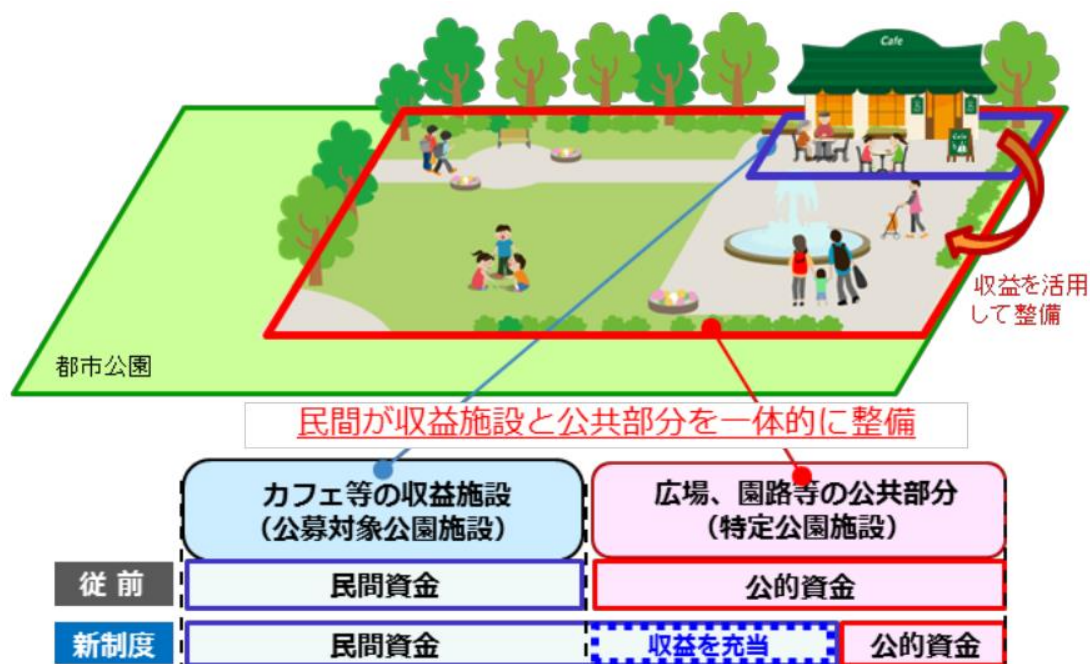 Cafe
Cafe
収益を活用
して整備
都市公園
民間が収益施設と公共部分を一体的に整備
カフェ等の収益施設
（公募対象公園施設）
広場、園路等の公共部分
（特定公園施設）
従前
民間資金
公的資金
新制度
民間資金
収益を充当
公的資金